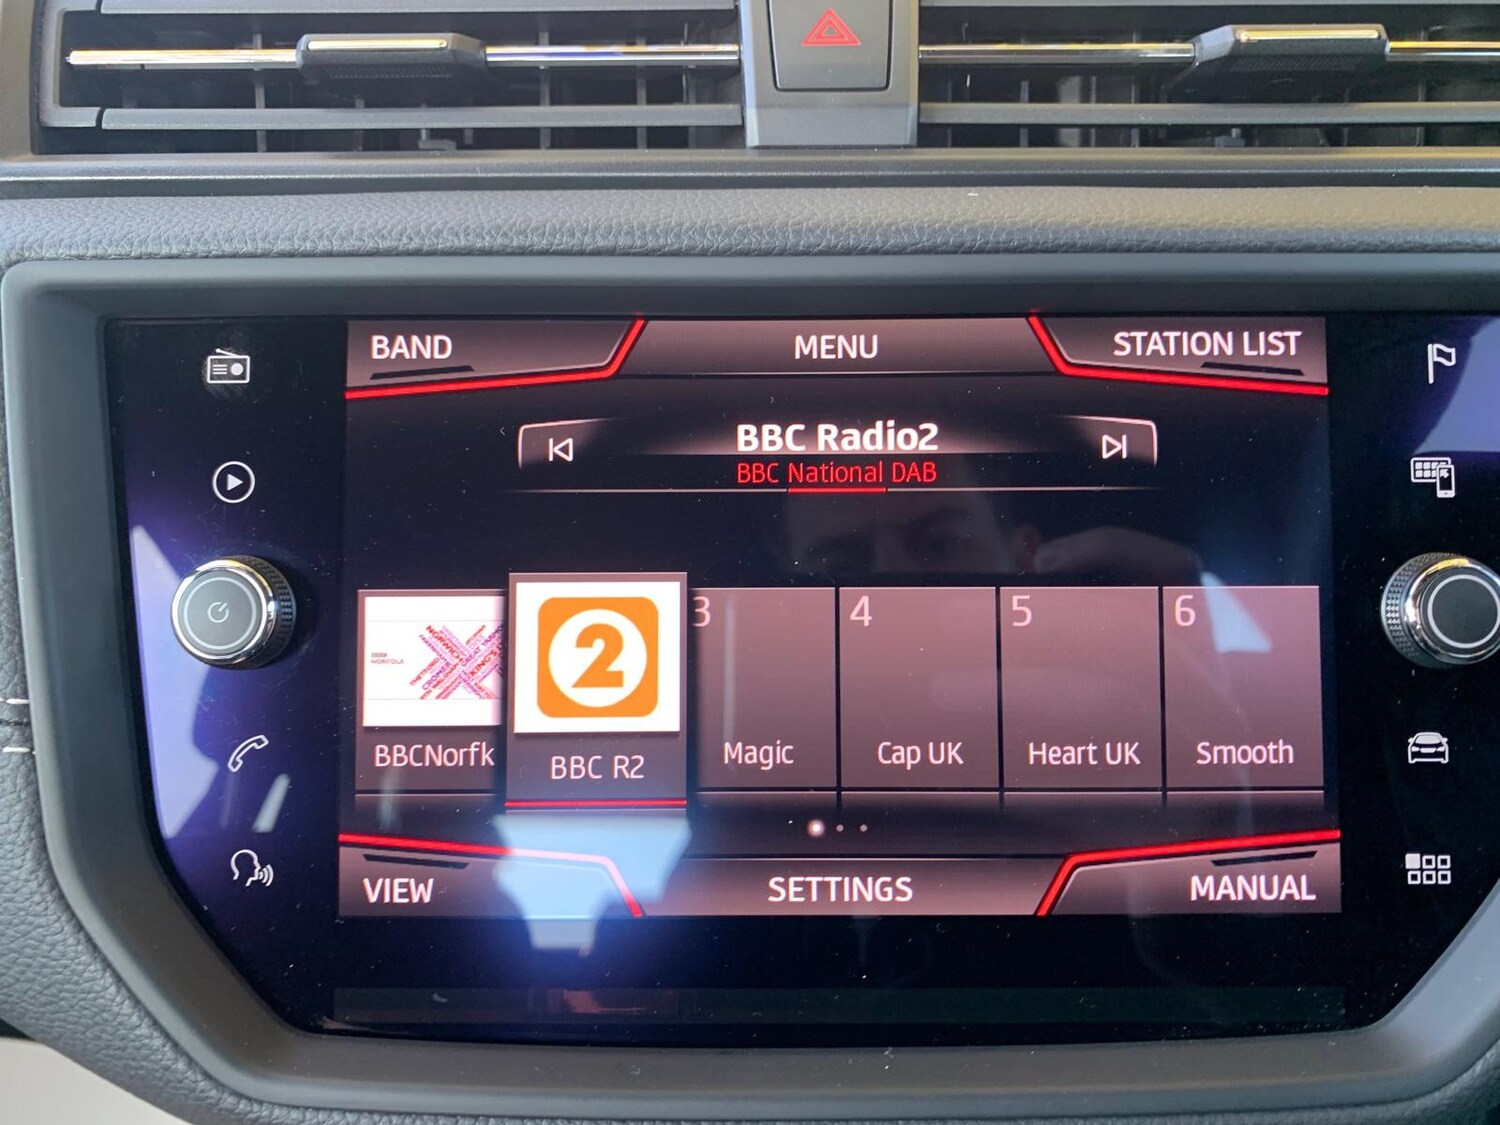 BAND
MENU
STATION LIST
BBC Radio2
BBC National DAB
2
3
4
5
6
BBCNorfk
BBC R2
Magic
Cap UK
Heart UK
Smooth
VIEW
SETTINGS
MANUAL